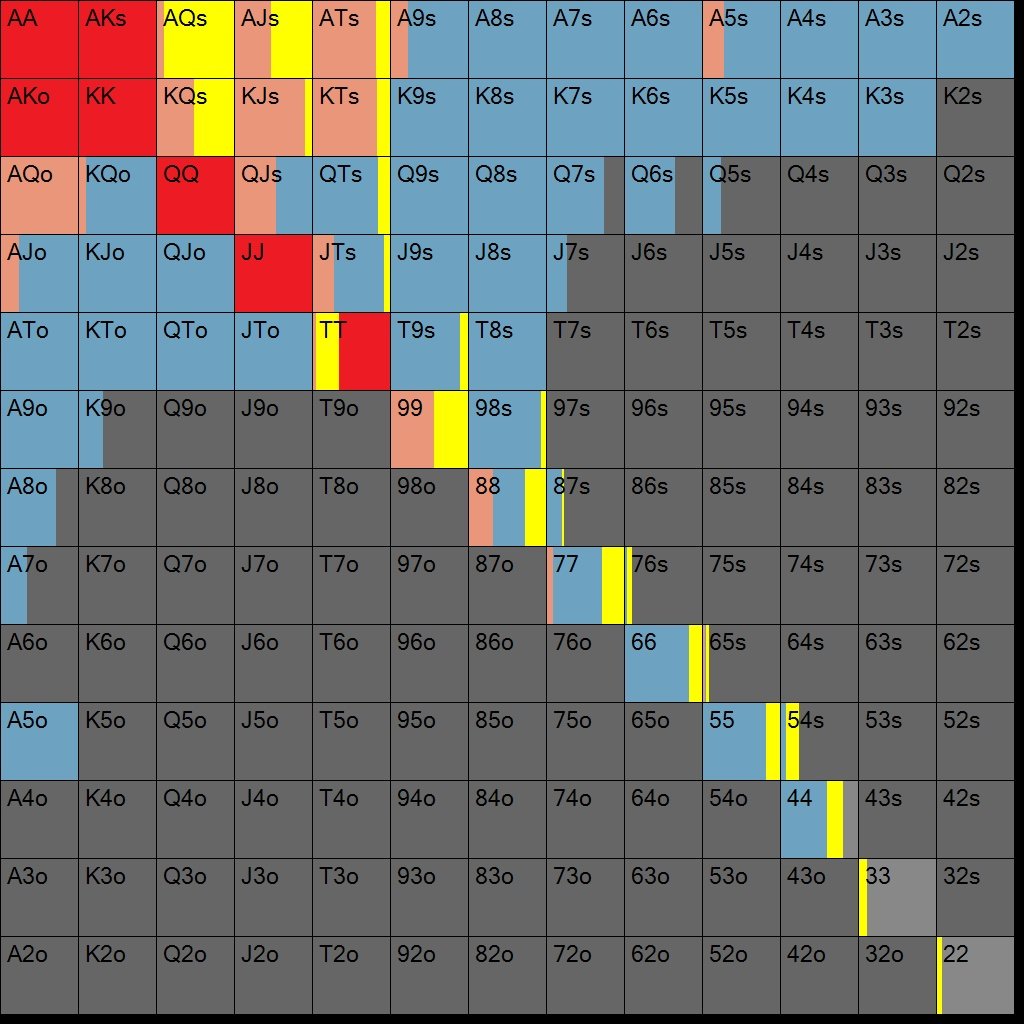 AA AKs AQs AJs ATs A9s A8s A7s A6s A5s A4s A3s A2s
AKo KK KQs KJs KTs K9s K8s K7s K6s K5s K4s K3s K2s
AQo KQo QQ QJs QTs Q9s Q8s Q7s Q6s Q5s Q4s Q3s Q2s
AJo KJo QJo JJ JTs J9s J8s J7s J6s J5s J4s J3s J2s
ATo KTo QTo JTo TT T9s T8s T7s T6s T5s T4s T3s T2s
A9o K9o Q9o J9o T9o 99 98s 97s 96s 95s 94s 93s 92s
A8o K8o Q8o J8o T8o 98o 88 87s 86s 85s 84s 83s 82s
A7o K7o Q7o J7o T7o 97o 87o 77 76s 75s 74s 73s 72s
A6o K6o Q6o J6o T6o 96o 86o 76o 66 65s 64s 63s 62s
A5o K5o Q5o J5o T5o 95o 85o 75o 65o 55 54s 53s 52s
A4o K4o Q4o J4o T4o 94o 84o 74o 64o 54o 44 43s 42s
A3o K3o Q3o J3o T3o 93o 83o 73o 63o 53o 43o 33 32s
A2o K2o Q2o J2o T2o 92o 82o 72o 62o 52o 42o 32o 22